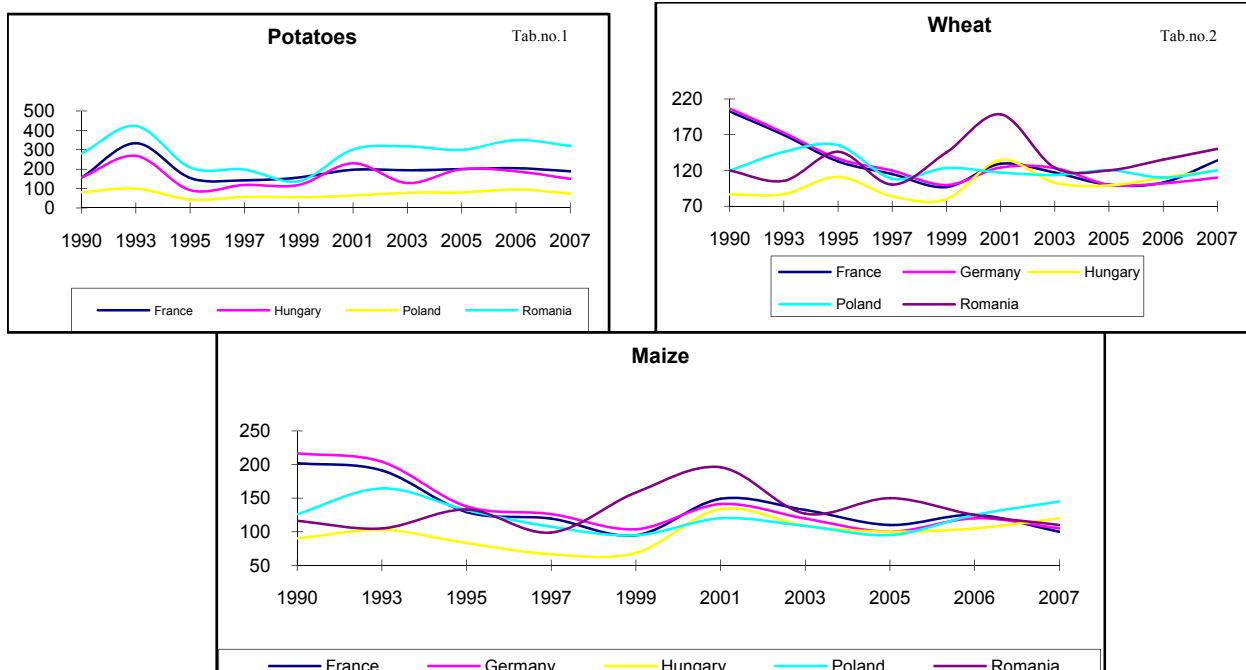 Potatoes
Tab.no.1
500
400
300
200
100
0
1990 1993 1995 1997 1999 2001 2003 2005 2006 2007
France Hungary Poland Romania
Wheat
Tab.no.2
220
170
120
70
1990 1993 1995 1997 1999 2001 2003 2005 2006 2007
France Germany Hungary
Poland Romania
Maize
250
200
150
100
50
1990 1993 1995 1997 1999 2001 2003 2005 2006 2007
France Germany Hungary Poland Romania